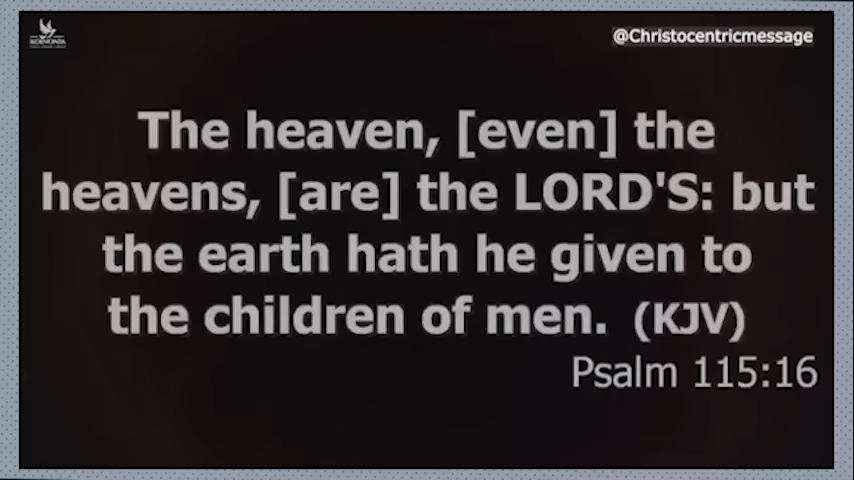 KOINONIA
@Christocentricmessage
The heaven, [even] the
heavens, [are] the LORD'S: but
the earth hath he given to
the children of men. (KJV)
Psalm 115:16